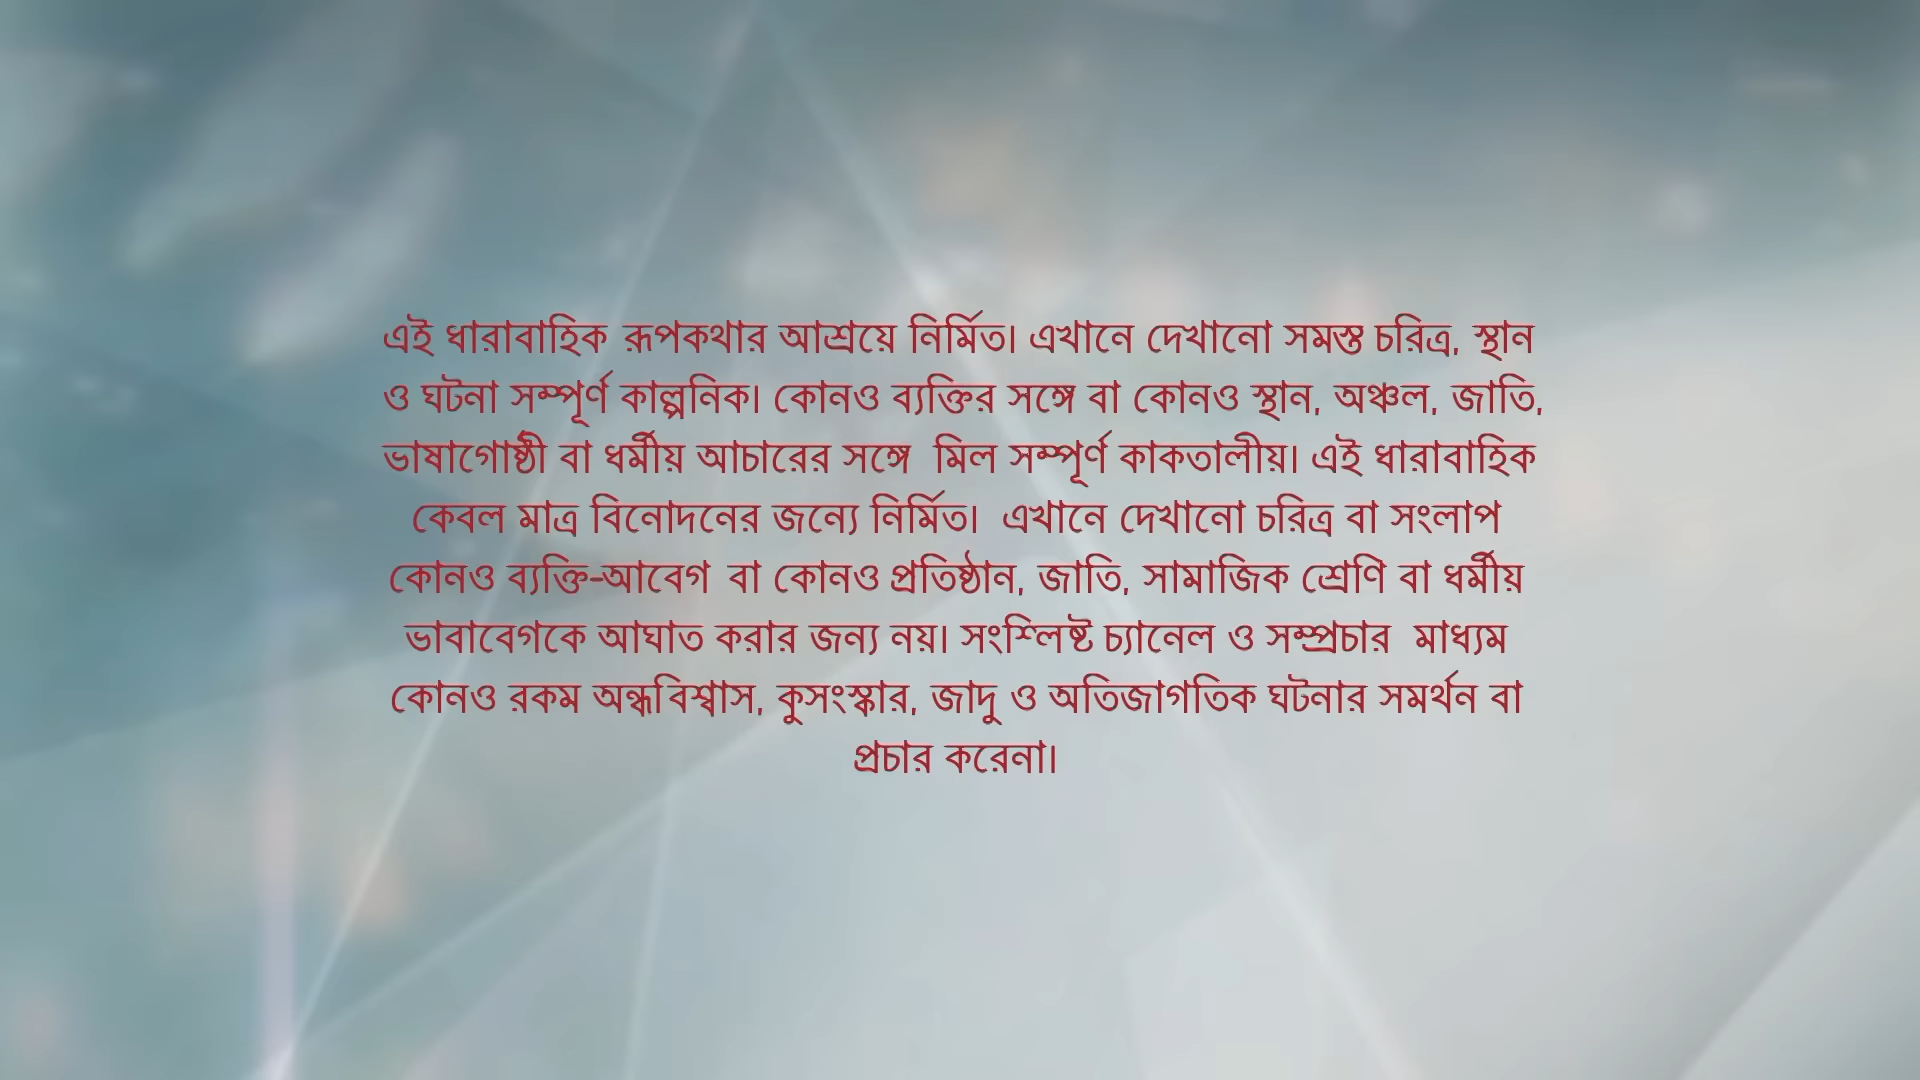 এই ধারাবাহিক রূপকথার আশ্রয়ে নির্মিত। এখানে দেখানো সমস্ত চরিত্র, স্থান
ও ঘটনা সম্পূর্ণ কাল্পনিক। কোনও ব্যক্তির সঙ্গে বা কোনও স্থান, অঞ্চল, জাতি,
ভাষাগোষ্ঠী বা ধর্মীয় আচারের সঙ্গে মিল সম্পূর্ণ কাকতালীয়। এই ধারাবাহিক
কেবল মাত্র বিনোদনের জন্যে নির্মিত। এখানে দেখানো চরিত্র বা সংলাপ
কোনও ব্যক্তি-আবেগ বা কোনও প্রতিষ্ঠান, জাতি, সামাজিক শ্রেণি বা ধর্মীয়
ভাবাবেগকে আঘাত করার জন্য নয়। সংশ্লিষ্ট চ্যানেল ও সম্প্রচার মাধ্যম
কোনও রকম অন্ধবিশ্বাস, কুসংস্কার, জাদু ও অতিজাগতিক ঘটনার সমর্থন বা
প্রচার করেনা।